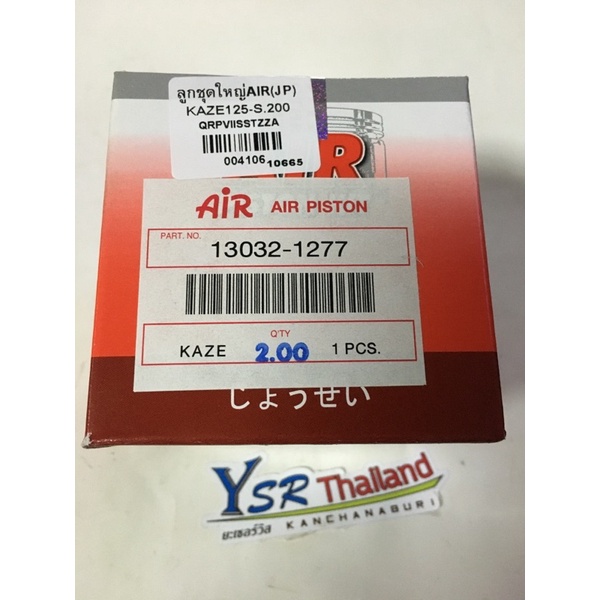 ลูกชุดใหญ่AIR(JP)
KAZE125-S.200
QRPVIISSTZZA
004106 10665
AiR AIR PISTON
PART. NO.
13032-1277
Q'TY
KAZE 2.00 1 PCS.
じょうせい
YSR Thailand
ยะเซอร์วิส KANCHANABURI